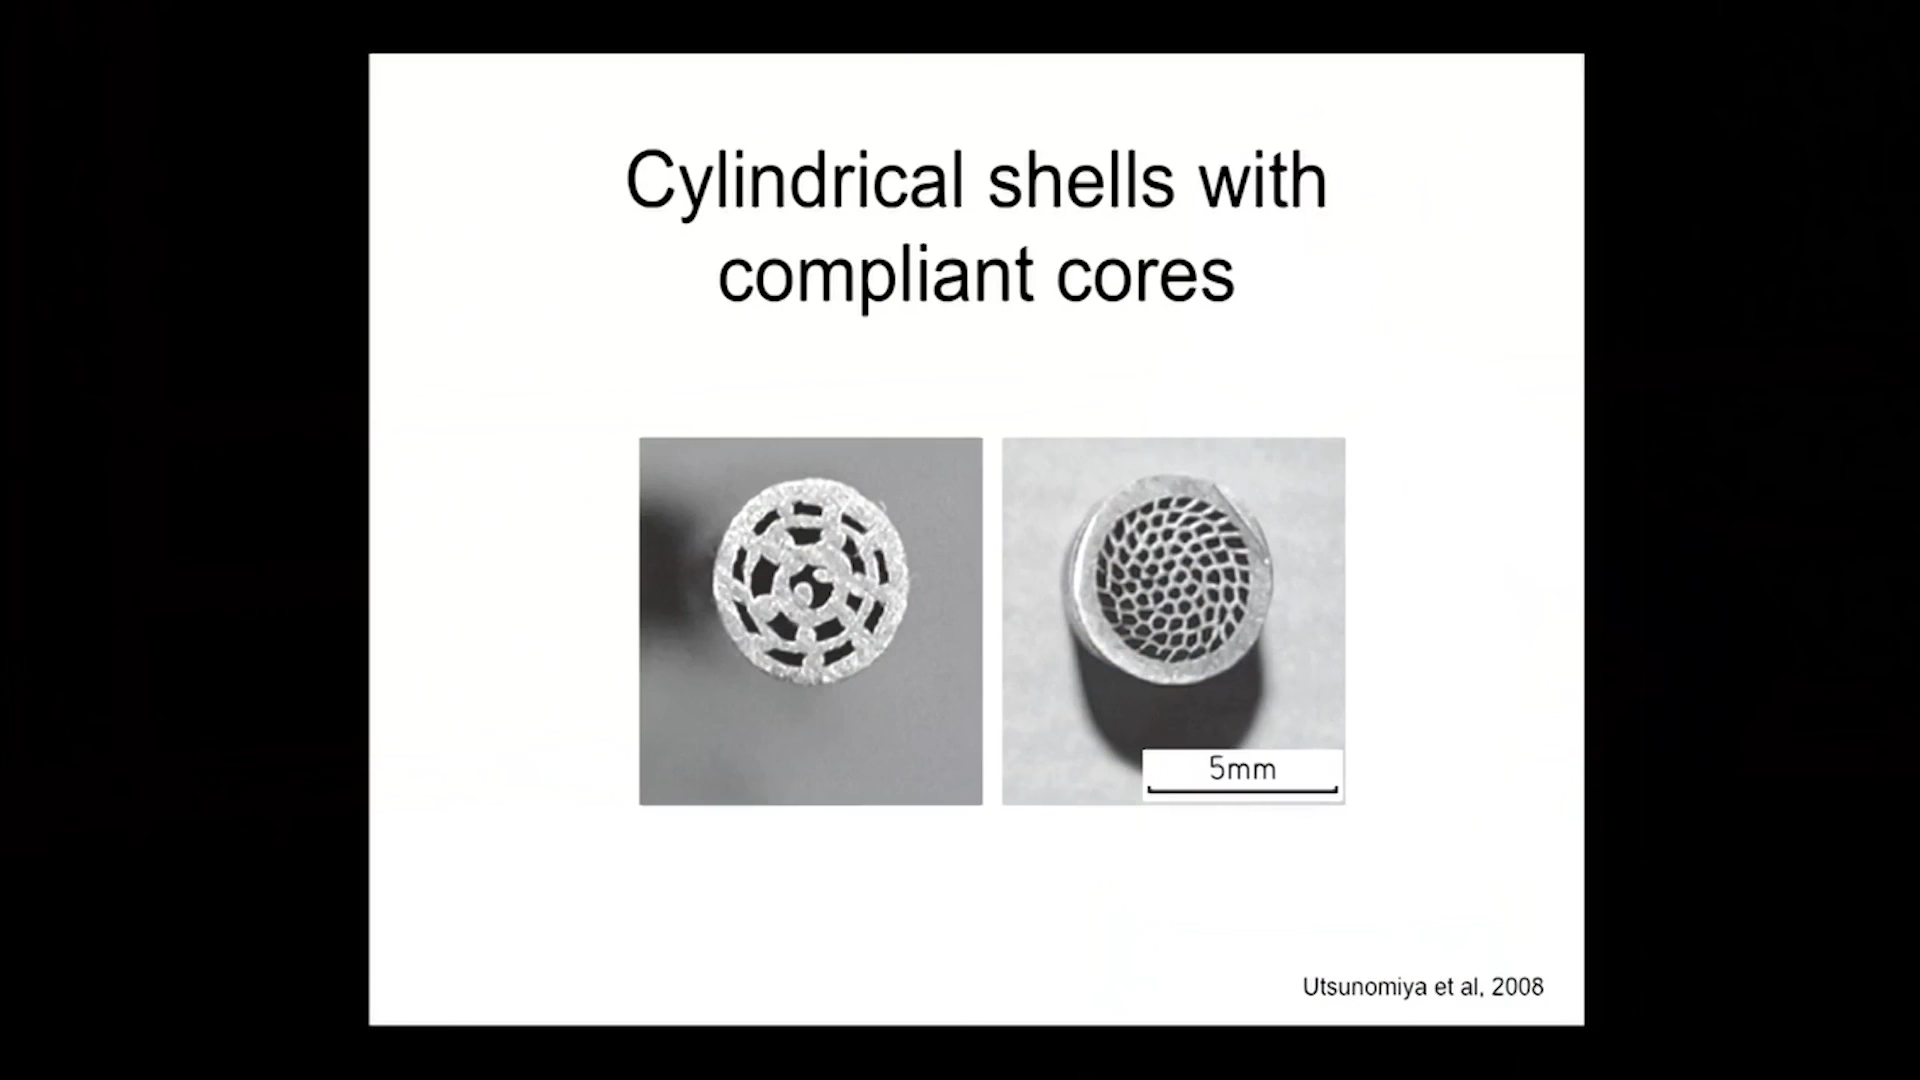 Cylindrical shells with
compliant cores
5mm
Utsunomiya et al, 2008